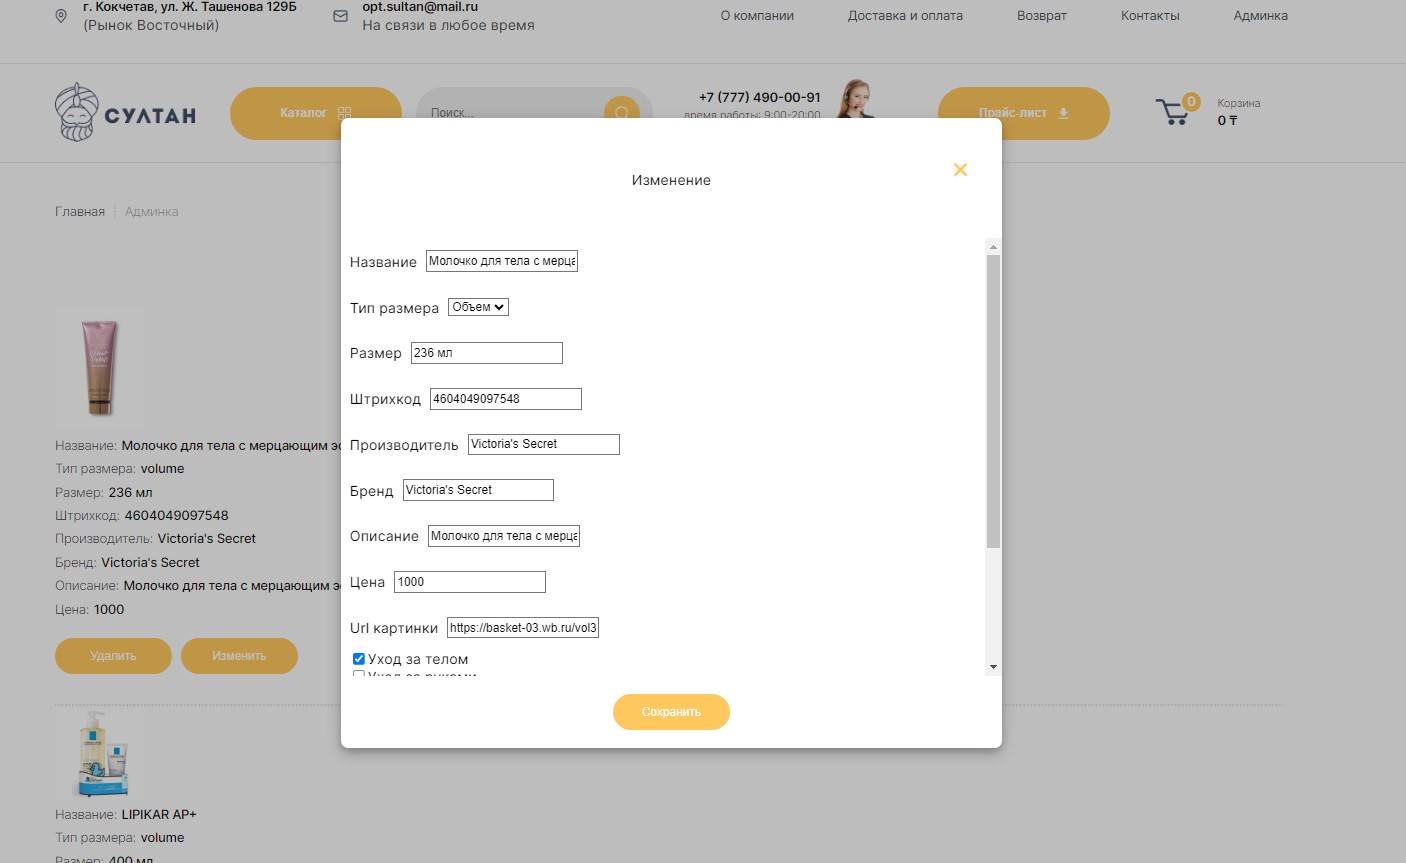 г. Кокчетав, ул. Ж. Ташенова 129Б
(Рынок Восточный)
opt.sultan@mail.ru
На связи в любое время
О компании
Доставка и оплата
Возврат
Контакты
Админка
СУЛТАН
Каталог
Поиск...
+7 (777) 490-00-91
время работы: 9:00-20:00
Прайс-лист
0
Корзина
0 ₸
Главная
Админка
Изменение
Название Молочко для тела с мерца
Тип размера Объем
Размер 236 мл
Штрихкод 4604049097548
Производитель Victoria's Secret
Бренд Victoria's Secret
Описание Молочко для тела с мерца
Цена 1000
Url картинки https://basket-03.wb.ru/vol3
Уход за телом
Уход за руками
Сохранить
Название: Молочко для тела с мерцающим эс
Тип размера: volume
Размер: 236 мл
Штрихкод: 4604049097548
Производитель: Victoria's Secret
Бренд: Victoria's Secret
Описание: Молочко для тела с мерцающим э
Цена: 1000
Удалить
Изменить
Название: LIPIKAR AP+
Тип размера: volume
Размер: 400 мл